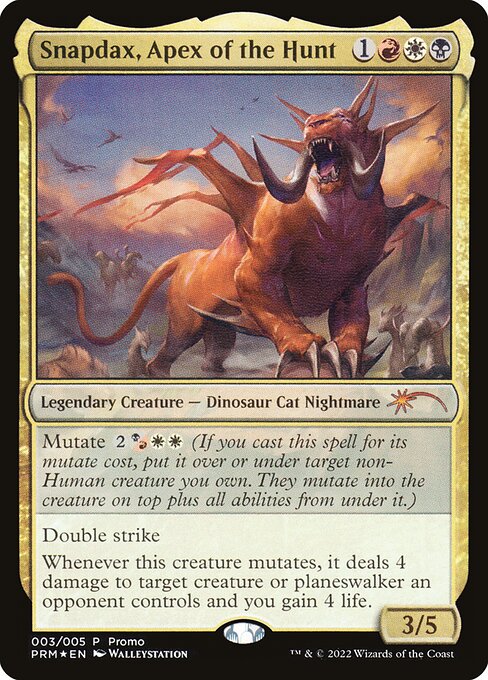 Snapdax, Apex of the Hunt 1
Legendary Creature — Dinosaur Cat Nightmare
Mutate 2 (If you cast this spell for its
mutate cost, put it over or under target non-
Human creature you own. They mutate into the
creature on top plus all abilities from under it.)
Double strike
Whenever this creature mutates, it deals 4
damage to target creature or planeswalker an
opponent controls and you gain 4 life.
3/5
003/005 P Promo
PRM★EN WALLEYSTATION
™ & © 2022 Wizards of the Coast